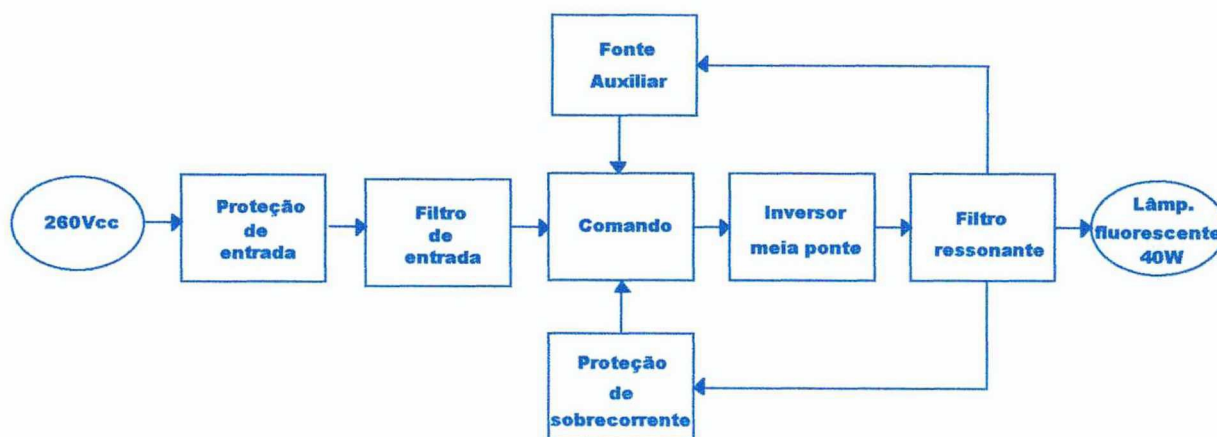 Fonte
Auxiliar
260Vcc
Proteção
de
entrada
Filtro
de
entrada
Comando
Inversor
meia ponte
Filtro
ressonante
Lâmp.
fluorescente
40W
Proteção
de
sobrecorrente